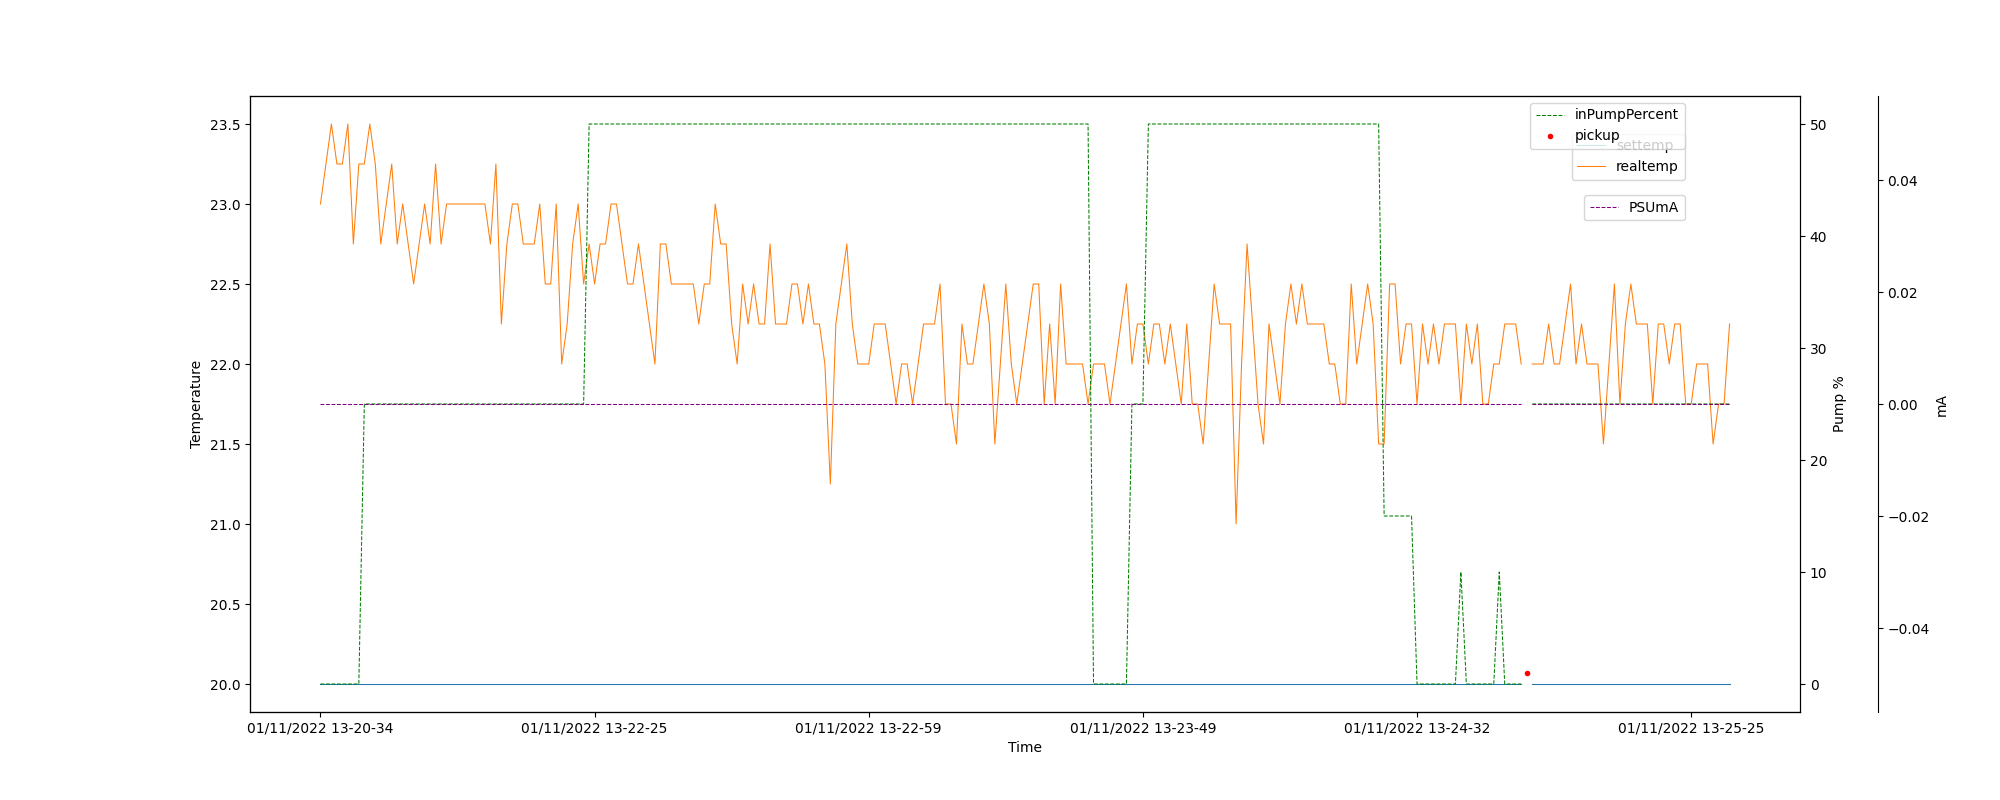 inPumpPercent
pickup
settemp
realtemp
PSUmA
23.5
23.0
22.5
22.0
21.5
21.0
20.5
20.0
Temperature
50
40
30
20
10
0
Pump %
0.04
0.02
0.00
−0.02
−0.04
mA
01/11/2022 13-20-34
01/11/2022 13-22-25
01/11/2022 13-22-59
01/11/2022 13-23-49
01/11/2022 13-24-32
01/11/2022 13-25-25
Time